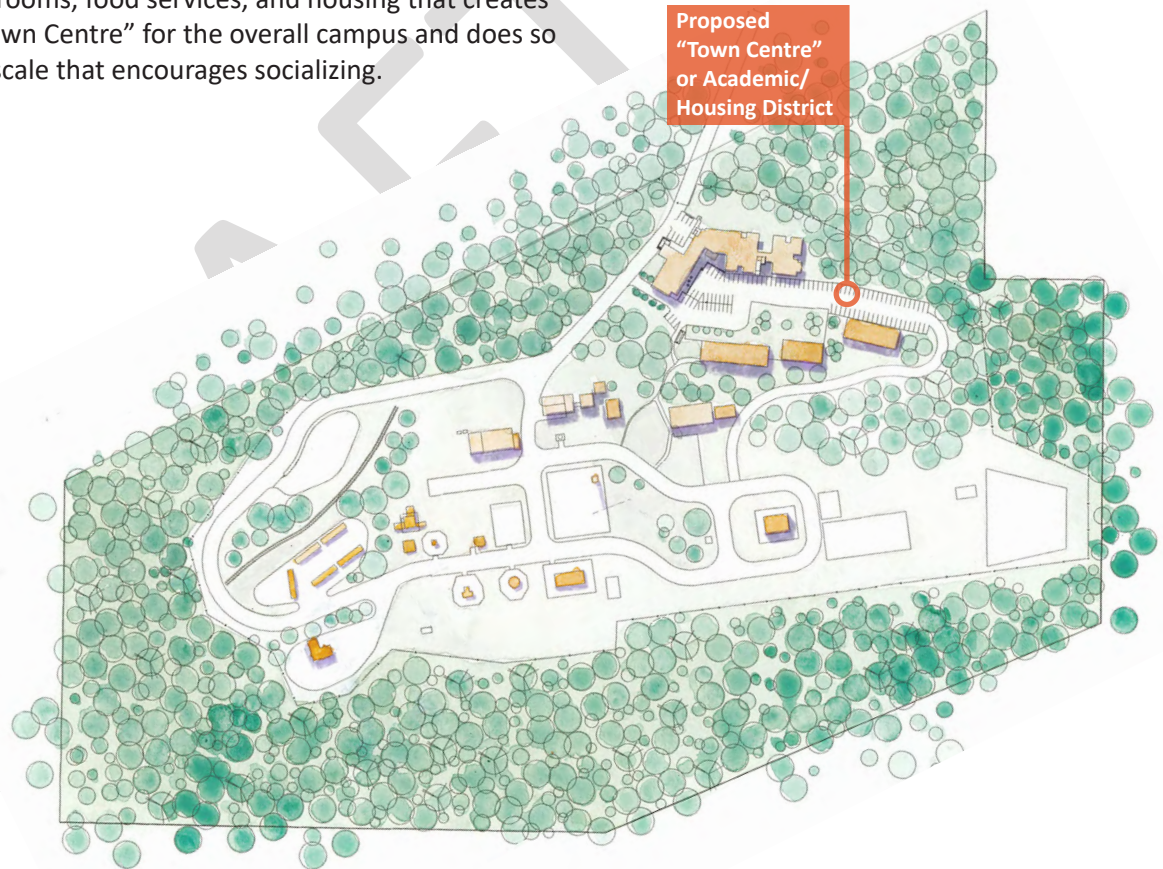 rooms, food services, and housing that creates
own Centre” for the overall campus and does so
scale that encourages socializing.
Proposed
“Town Centre”
or Academic/
Housing District